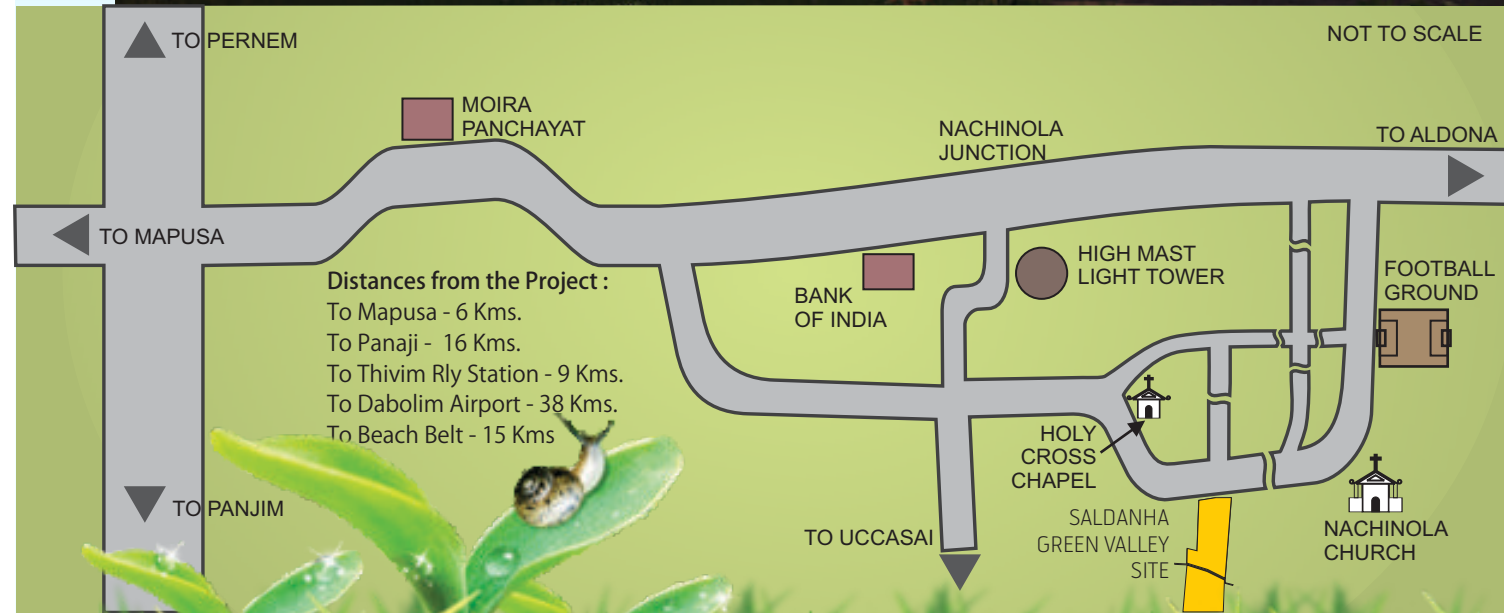 TO PERNEM
NOT TO SCALE
MOIRA
PANCHAYAT
NACHINOLA
JUNCTION
TO ALDONA
TO MAPUSA
Distances from the Project :
To Mapusa - 6 Kms.
To Panaji - 16 Kms.
To Thivim Rly Station - 9 Kms.
To Dabolim Airport - 38 Kms.
To Beach Belt - 15 Kms
BANK
OF INDIA
HIGH MAST
LIGHT TOWER
FOOTBALL
GROUND
HOLY
CROSS
CHAPEL
TO PANJIM
TO UCCASAI
SALDANHA
GREEN VALLEY
SITE
NACHINOLA
CHURCH